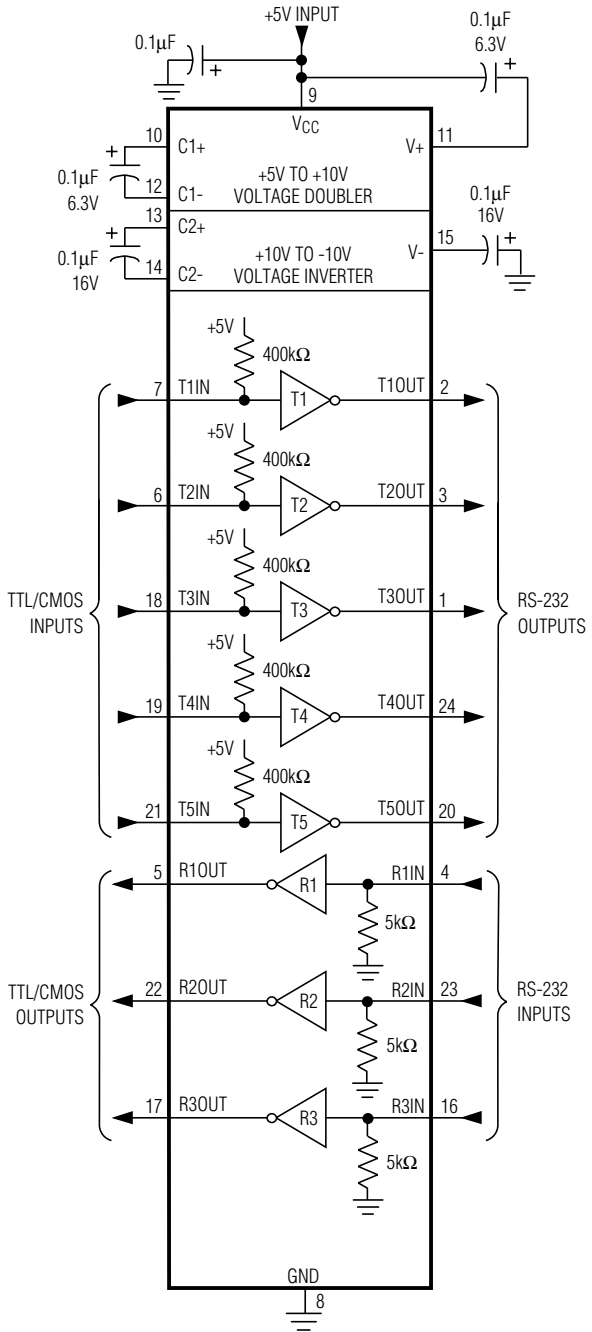 +5V INPUT
0.1µF
0.1µF
6.3V
9
VCC
10
C1+
V+
11
0.1µF
6.3V
+5V TO +10V
VOLTAGE DOUBLER
12
C1-
13
C2+
0.1µF
16V
+10V TO -10V
VOLTAGE INVERTER
14
C2-
V-
15
0.1µF
16V
+5V
400kΩ
7
T1IN
T1
T1OUT
2
+5V
400kΩ
6
T2IN
T2
T2OUT
3
+5V
400kΩ
TTL/CMOS
INPUTS
18
T3IN
T3
T3OUT
1
RS-232
OUTPUTS
+5V
400kΩ
19
T4IN
T4
T4OUT
24
+5V
400kΩ
21
T5IN
T5
T5OUT
20
5
R1OUT
R1
R1IN
4
5kΩ
TTL/CMOS
OUTPUTS
22
R2OUT
R2
R2IN
23
RS-232
INPUTS
5kΩ
17
R3OUT
R3
R3IN
16
5kΩ
GND
8